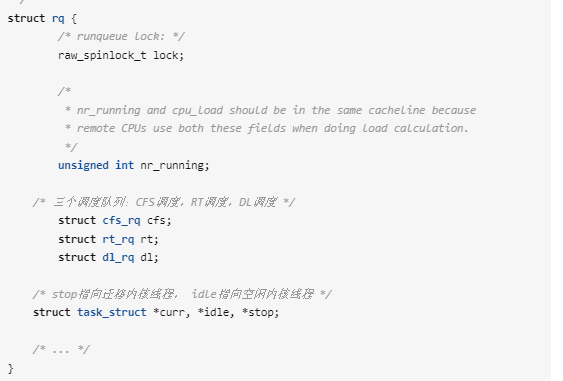 */
struct rq {
/* runqueue lock: */
raw_spinlock_t lock;
/*
* nr_running and cpu_load should be in the same cacheline because
* remote CPUs use both these fields when doing load calculation.
*/
unsigned int nr_running;
/* 三个调度队列：CFS调度，RT调度，DL调度 */
struct cfs_rq cfs;
struct rt_rq rt;
struct dl_rq dl;
/* stop指向迁移内核线程， idle指向空闲内核线程 */
struct task_struct *curr, *idle, *stop;
/* ... */
}